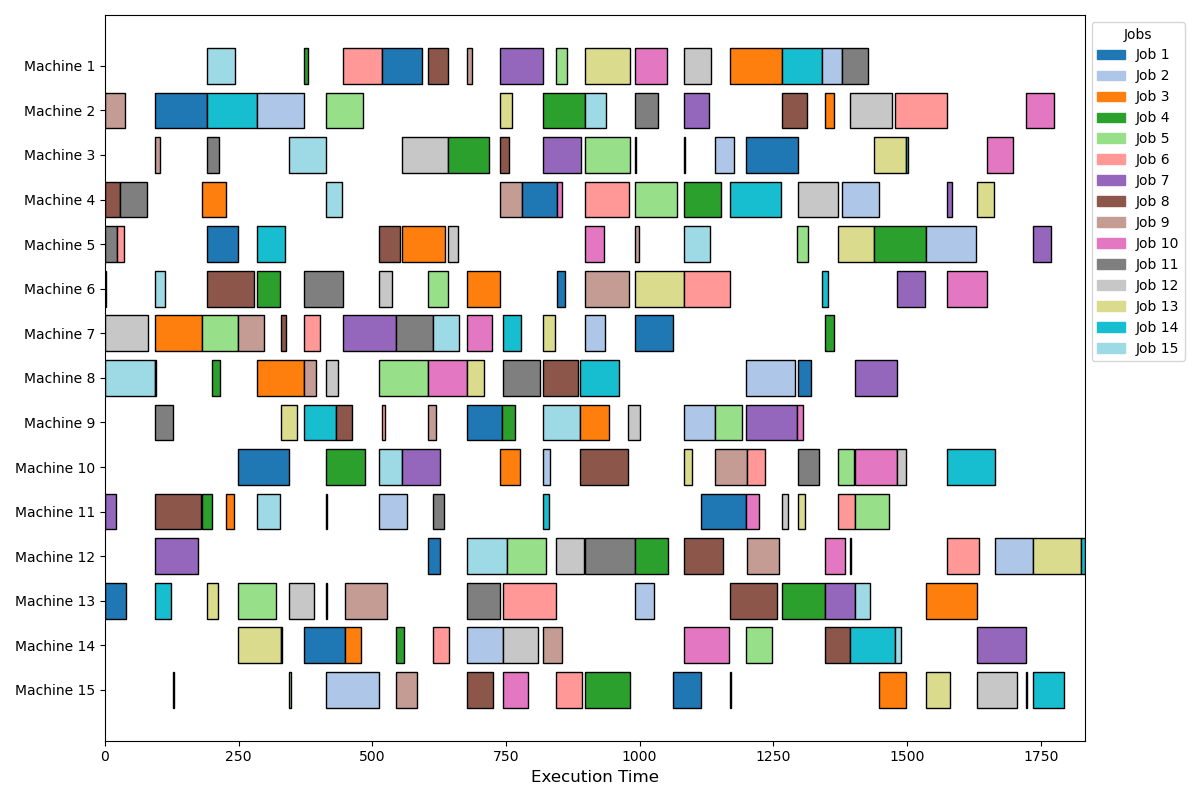 Machine 1
Machine 2
Machine 3
Machine 4
Machine 5
Machine 6
Machine 7
Machine 8
Machine 9
Machine 10
Machine 11
Machine 12
Machine 13
Machine 14
Machine 15
0 250 500 750 1000 1250 1500 1750
Execution Time
Jobs
Job 1
Job 2
Job 3
Job 4
Job 5
Job 6
Job 7
Job 8
Job 9
Job 10
Job 11
Job 12
Job 13
Job 14
Job 15